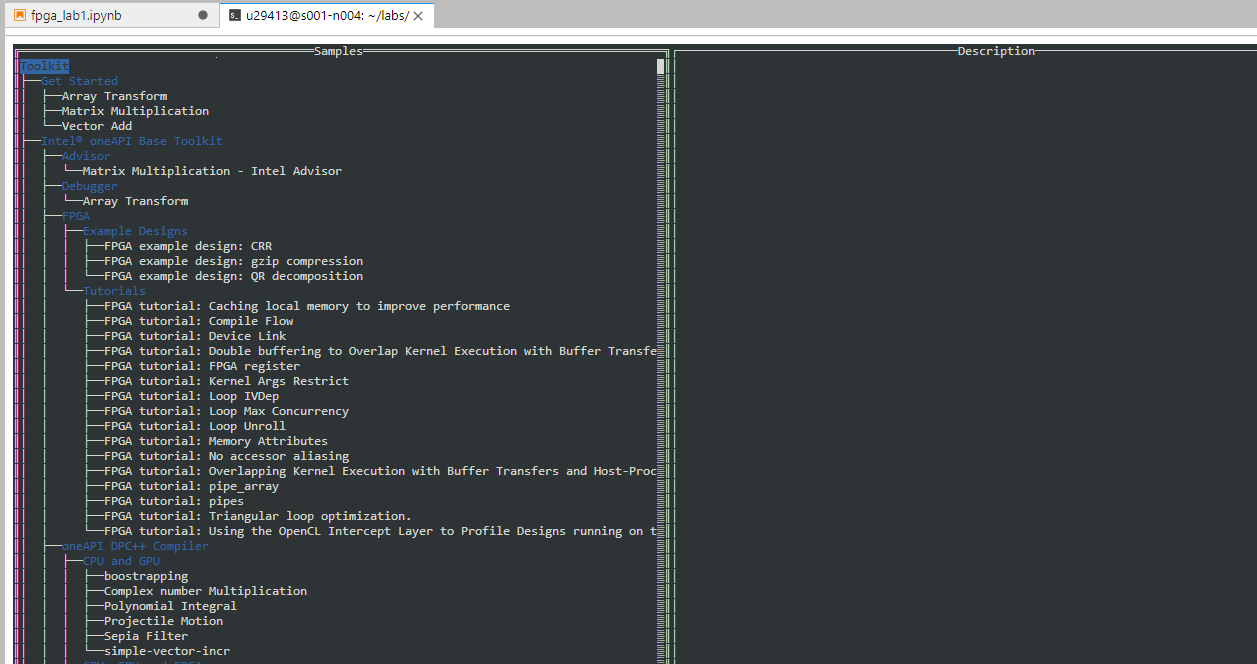 fpga_lab1.ipynb
u29413@s001-n004: ~/labs/
Samples
Description
Toolkit
Get Started
Array Transform
Matrix Multiplication
Vector Add
Intel® oneAPI Base Toolkit
Advisor
Matrix Multiplication - Intel Advisor
Debugger
Array Transform
FPGA
Example Designs
FPGA example design: CRR
FPGA example design: gzip compression
FPGA example design: QR decomposition
Tutorials
FPGA tutorial: Caching local memory to improve performance
FPGA tutorial: Compile Flow
FPGA tutorial: Device Link
FPGA tutorial: Double buffering to Overlap Kernel Execution with Buffer Transfe
FPGA tutorial: FPGA register
FPGA tutorial: Kernel Args Restrict
FPGA tutorial: Loop IVDep
FPGA tutorial: Loop Max Concurrency
FPGA tutorial: Loop Unroll
FPGA tutorial: Memory Attributes
FPGA tutorial: No accessor aliasing
FPGA tutorial: Overlapping Kernel Execution with Buffer Transfers and Host-Proc
FPGA tutorial: pipe_array
FPGA tutorial: pipes
FPGA tutorial: Triangular loop optimization.
FPGA tutorial: Using the OpenCL Intercept Layer to Profile Designs running on t
oneAPI DPC++ Compiler
CPU and GPU
boostrapping
Complex number Multiplication
Polynomial Integral
Projectile Motion
Sepia Filter
simple-vector-incr